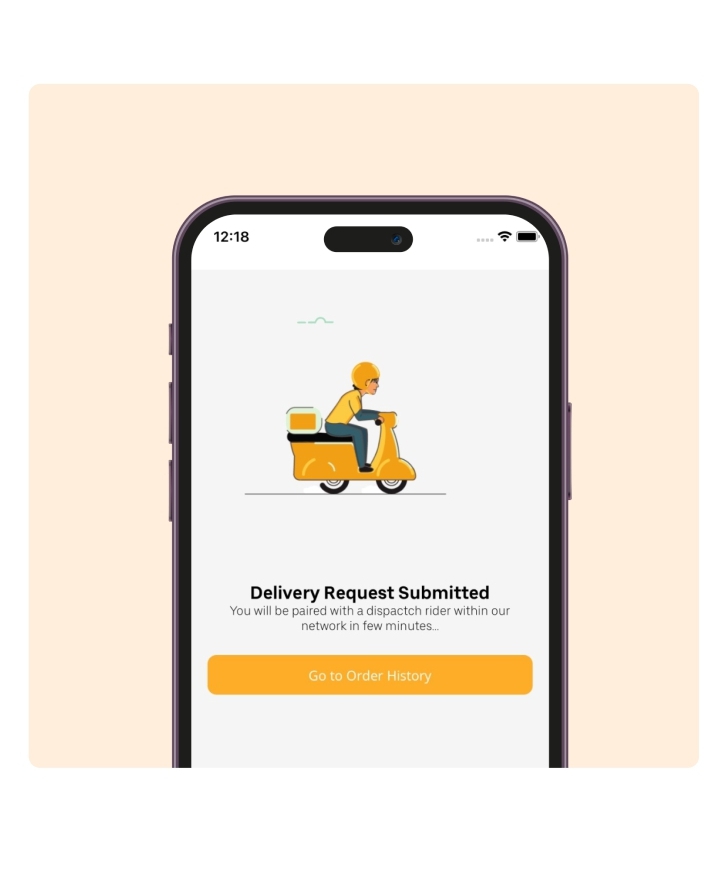 12:18
Delivery Request Submitted
You will be paired with a dispactch rider within our
network in few minutes...
Go to Order History